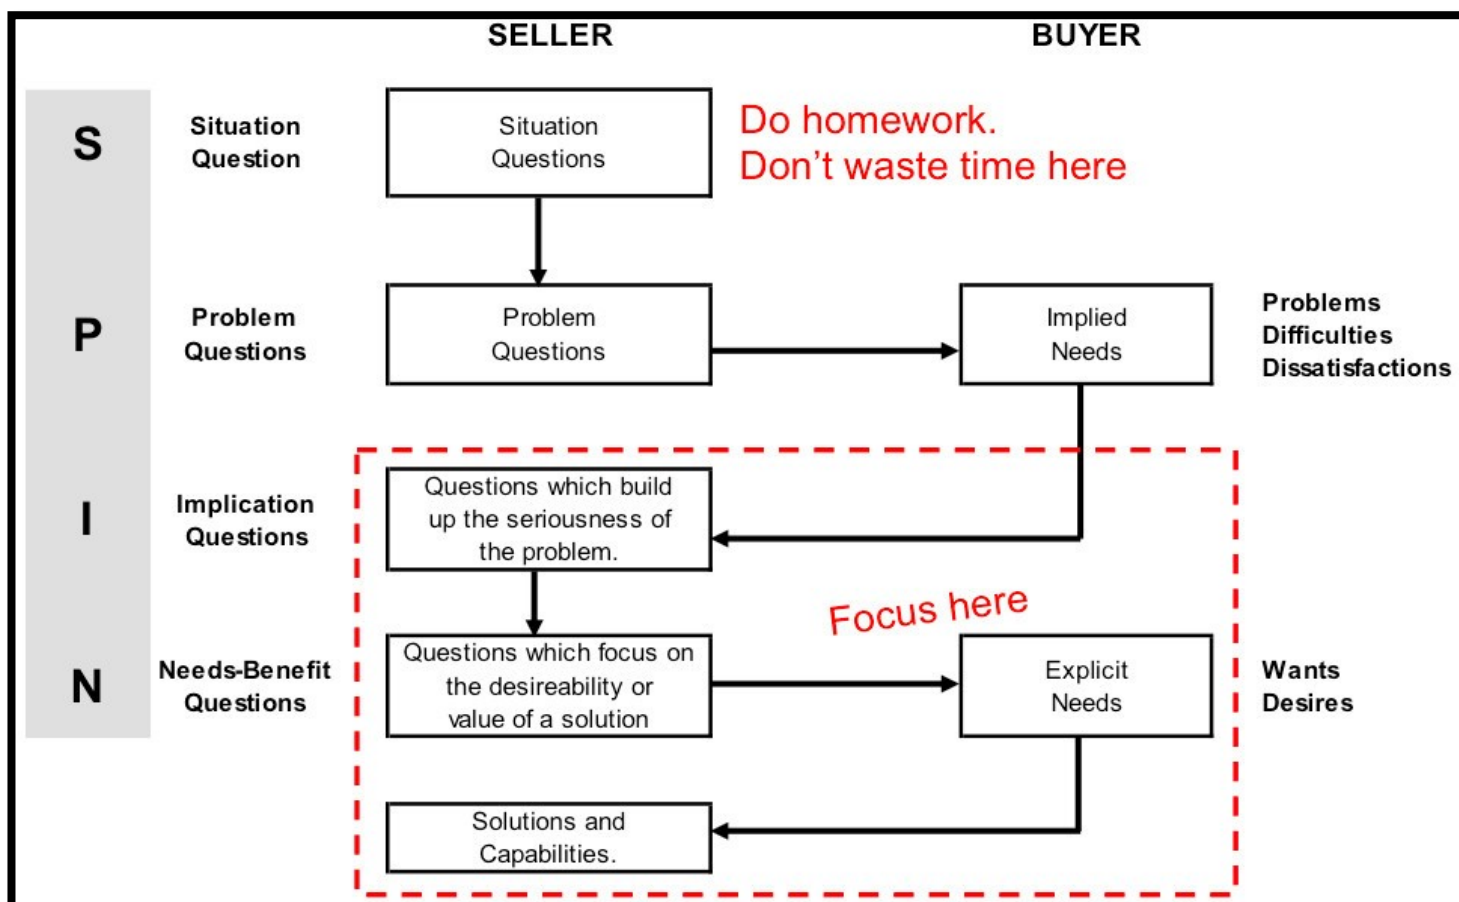 SELLER
BUYER
S
Situation
Question
Situation
Questions
Do homework.
Don't waste time here
P
Problem
Questions
Problem
Questions
Implied
Needs
Problems
Difficulties
Dissatisfactions
I
Implication
Questions
Questions which build
up the seriousness of
the problem.
Focus here
N
Needs-Benefit
Questions
Questions which focus on
the desireability or
value of a solution
Explicit
Needs
Wants
Desires
Solutions and
Capabilities.